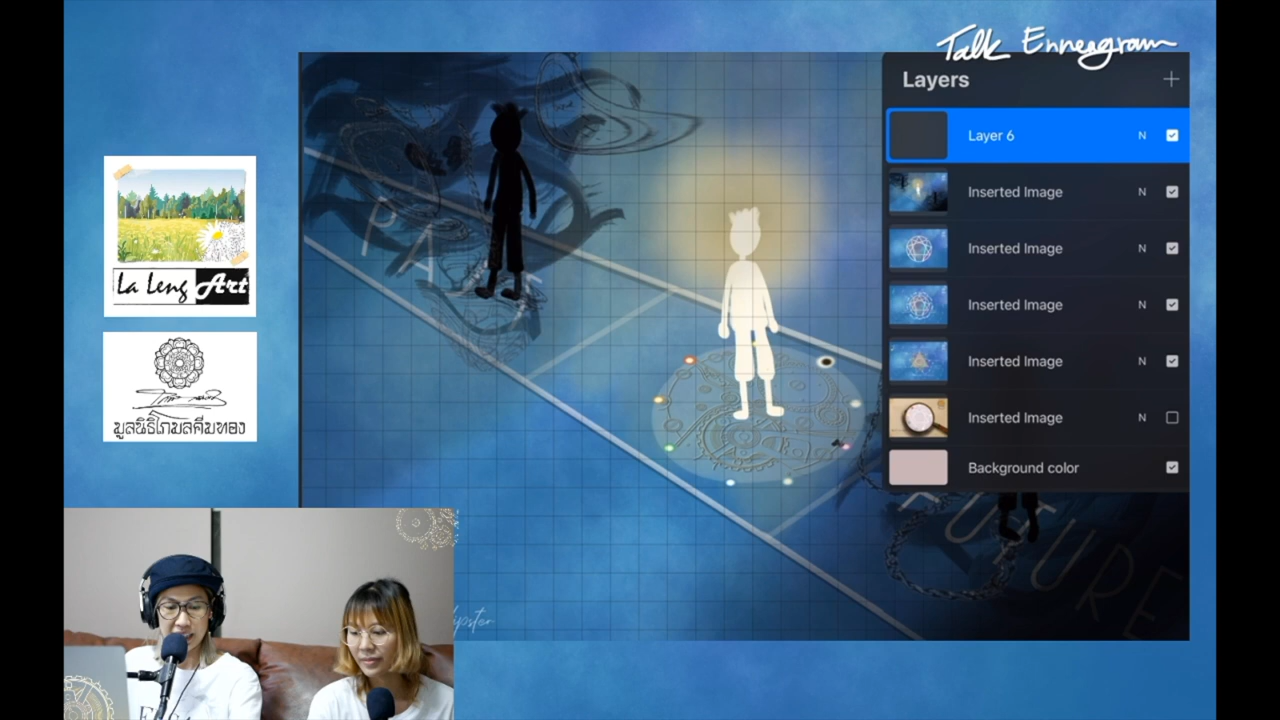 Talk Enneagram
Layers
Layer 6
N
Inserted Image
N
Inserted Image
N
Inserted Image
N
Inserted Image
N
Inserted Image
N
Background color
La Leng Art
มูลนิธิโกมลคีมทอง
FUTURE